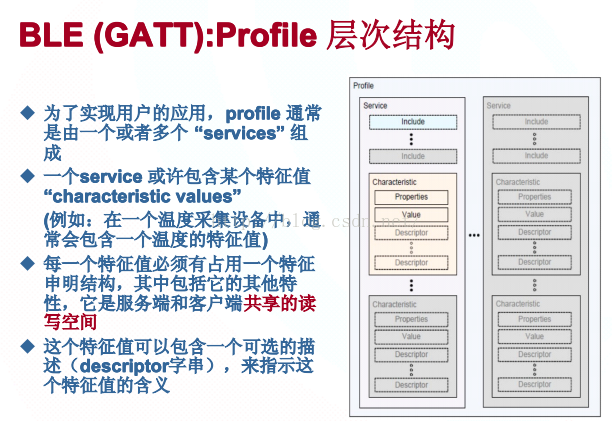 BLE (GATT):Profile 层次结构
为了实现用户的应用，profile 通常
是由一个或者多个 “services” 组
成
一个service 或许包含某个特征值
“characteristic values”
(例如：在一个温度采集设备中，通
常会包含一个温度的特征值)
每一个特征值必须有占用一个特征
申明结构，其中包括它的其他特
性，它是服务端和客户端共享的读
写空间
这个特征值可以包含一个可选的描
述（descriptor字串），来指示这
个特征值的含义
Profile
Service
Include
Include
Characteristic
Properties
Value
Descriptor
Descriptor
Characteristic
Properties
Value
Descriptor
Descriptor
Service
Include
Include
Characteristic
Properties
Value
Descriptor
Descriptor
Characteristic
Properties
Value
Descriptor
Descriptor